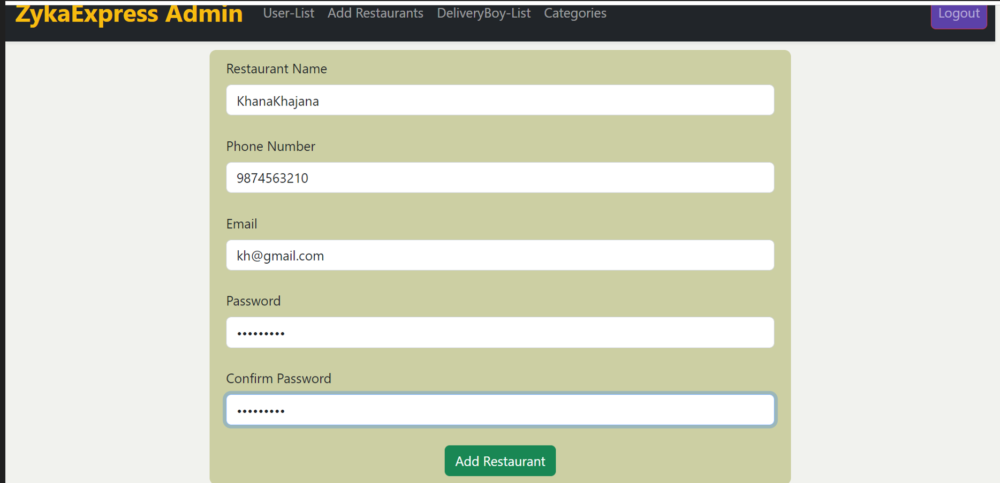 ZykaExpress Admin User-List Add Restaurants DeliveryBoy-List Categories Logout
Restaurant Name
KhanaKhajana
Phone Number
9874563210
Email
kh@gmail.com
Password
•••••••••
Confirm Password
•••••••••
Add Restaurant